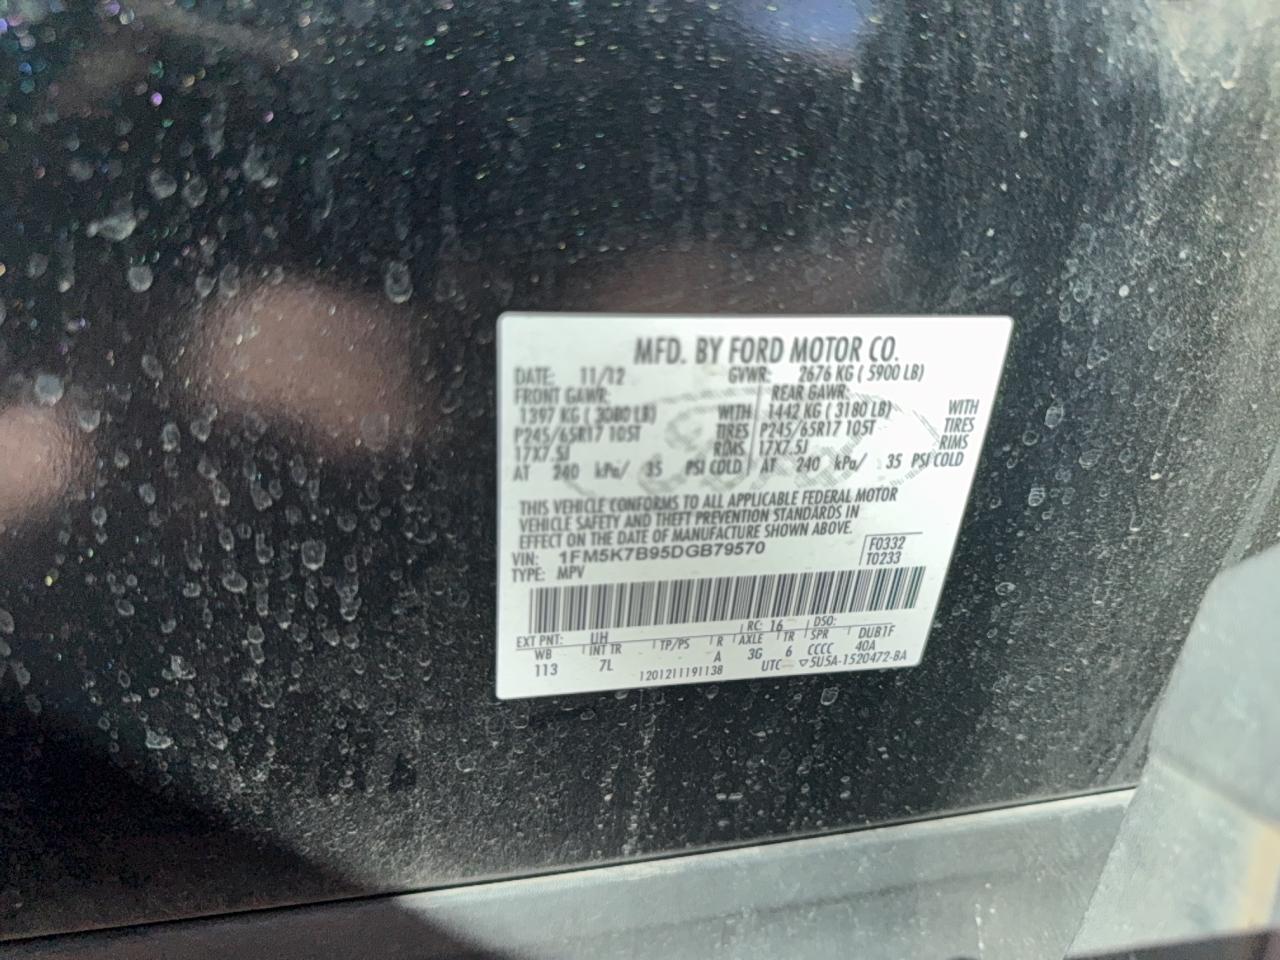 MFD. BY FORD MOTOR CO.
DATE: 11/12 GVWR: 2676 KG ( 5900 LB)
FRONT GAWR: REAR GAWR:
1397 KG ( 3080 LB) WITH 1442 KG ( 3180 LB) WITH
P245/65R17 105T TIRES P245/65R17 105T TIRES
17X7.5J RIMS 17X7.5J RIMS
AT 240 kPa/ 35 PSI COLD AT 240 kPa/ 35 PSI COLD
THIS VEHICLE CONFORMS TO ALL APPLICABLE FEDERAL MOTOR
VEHICLE SAFETY AND THEFT PREVENTION STANDARDS IN
EFFECT ON THE DATE OF MANUFACTURE SHOWN ABOVE.
VIN: 1FM5K7B95DGB79570 F0332
TYPE: MPV T0233
EXT PNT: UH RC: 16 DSO:
WB INT TR TP/PS R AXLE TR SPR DUB1F
113 7L A 3G 6 CCCC 40A
1201211191138 UTC ▽5U5A-1520472-BA